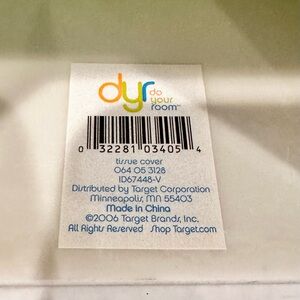 dyr do
your
room™
0 32281 03405 4
tissue cover
064 05 3128
ID67448-V
Distributed by Target Corporation
Minneapolis, MN 55403
Made in China
©2006 Target Brands, Inc.
All Rights Reserved Shop Target.com